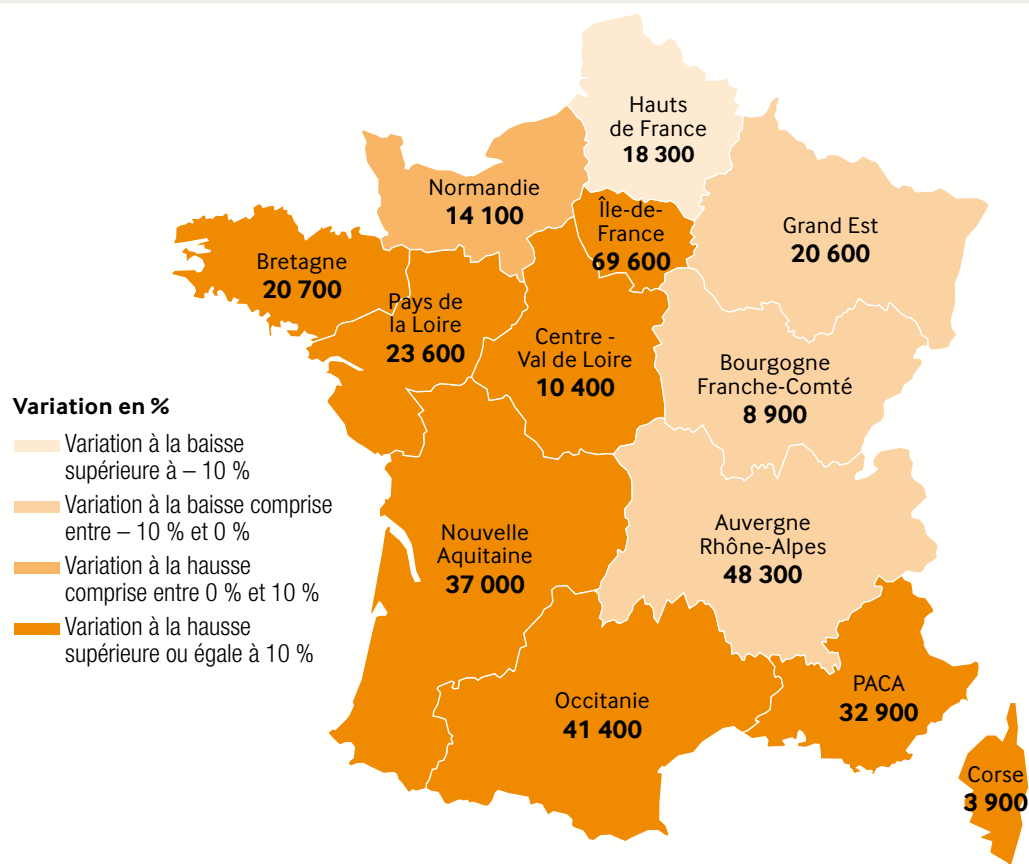 Hauts
de France
18 300
Normandie
14 100
Île-de-
France
69 600
Grand Est
20 600
Bretagne
20 700
Pays de
la Loire
23 600
Centre -
Val de Loire
10 400
Bourgogne
Franche-Comté
8 900
Variation en %
Variation à la baisse
supérieure à – 10 %
Variation à la baisse comprise
entre – 10 % et 0 %
Variation à la hausse
comprise entre 0 % et 10 %
Variation à la hausse
supérieure ou égale à 10 %
Nouvelle
Aquitaine
37 000
Auvergne
Rhône-Alpes
48 300
Occitanie
41 400
PACA
32 900
Corse
3 900